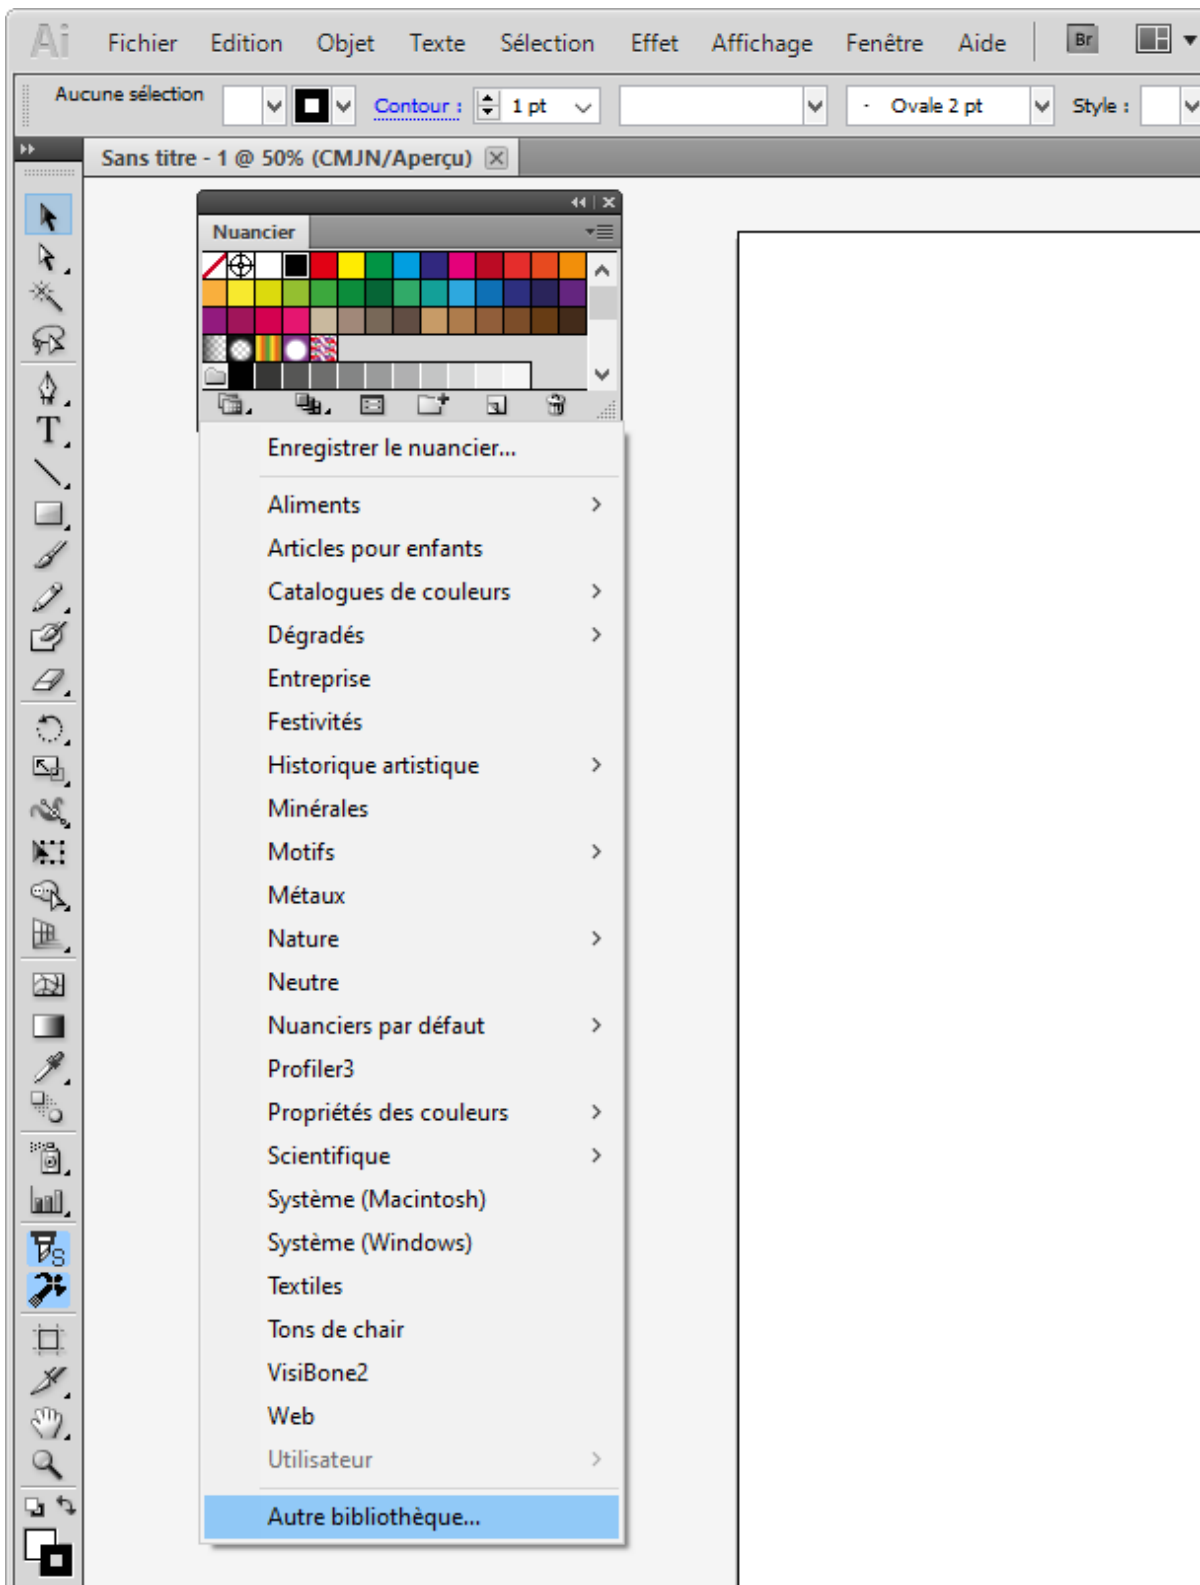 Ai Fichier Edition Objet Texte Sélection Effet Affichage Fenêtre Aide Br
Aucune sélection Contour : 1 pt Ovale 2 pt Style :
Sans titre - 1 @ 50% (CMJN/Aperçu)
Nuancier
Enregistrer le nuancier...
Aliments
Articles pour enfants
Catalogues de couleurs
Dégradés
Entreprise
Festivités
Historique artistique
Minérales
Motifs
Métaux
Nature
Neutre
Nuanciers par défaut
Profiler3
Propriétés des couleurs
Scientifique
Système (Macintosh)
Système (Windows)
Textiles
Tons de chair
VisiBone2
Web
Utilisateur
Autre bibliothèque...